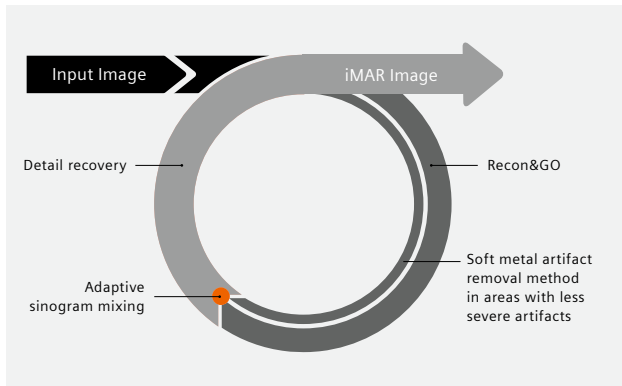 Input Image
iMAR Image
Detail recovery
Recon&GO
Adaptive
sinogram mixing
Soft metal artifact
removal method
in areas with less
severe artifacts